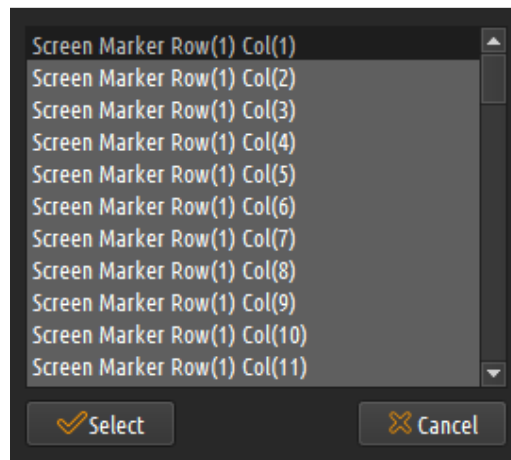 Screen Marker Row(1) Col(1)
Screen Marker Row(1) Col(2)
Screen Marker Row(1) Col(3)
Screen Marker Row(1) Col(4)
Screen Marker Row(1) Col(5)
Screen Marker Row(1) Col(6)
Screen Marker Row(1) Col(7)
Screen Marker Row(1) Col(8)
Screen Marker Row(1) Col(9)
Screen Marker Row(1) Col(10)
Screen Marker Row(1) Col(11)
Select Cancel